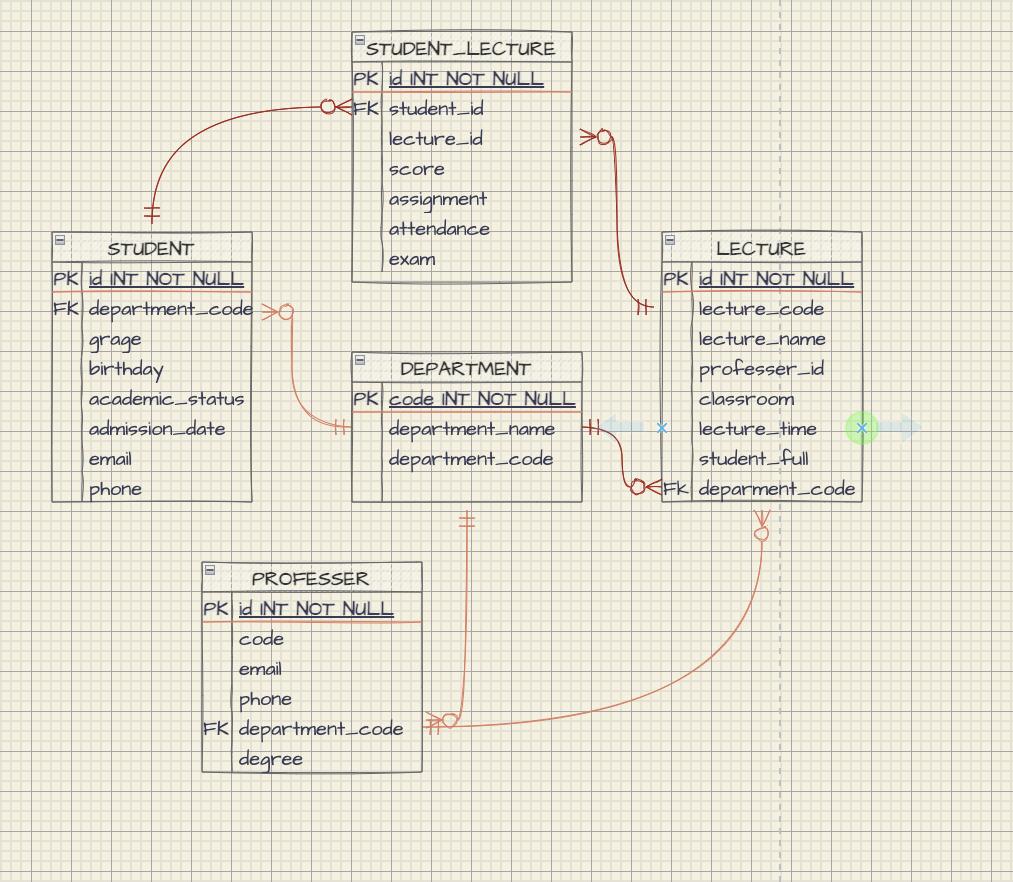 STUDENT_LECTURE
PK id INT NOT NULL
FK student_id
lecture_id
score
assignment
attendance
exam
STUDENT
PK id INT NOT NULL
FK department_code
grage
birthday
academic_status
admission_date
email
phone
LECTURE
PK id INT NOT NULL
lecture_code
lecture_name
professer_id
classroom
lecture_time
student_full
FK deparment_code
DEPARTMENT
PK code INT NOT NULL
department_name
department_code
PROFESSER
PK id INT NOT NULL
code
email
phone
FK department_code
degree